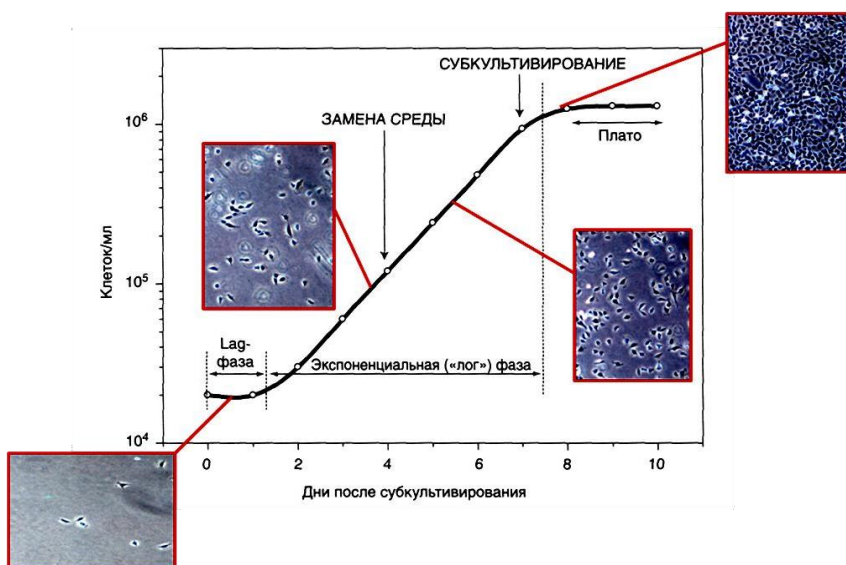 СУБКУЛЬТИВИРОВАНИЕ
10⁶
ЗАМЕНА СРЕДЫ
Плато
Клеток/мл
10⁵
Lag-
фаза
Экспоненциальная («лог») фаза
10⁴
0 2 4 6 8 10
Дни после субкультивирования